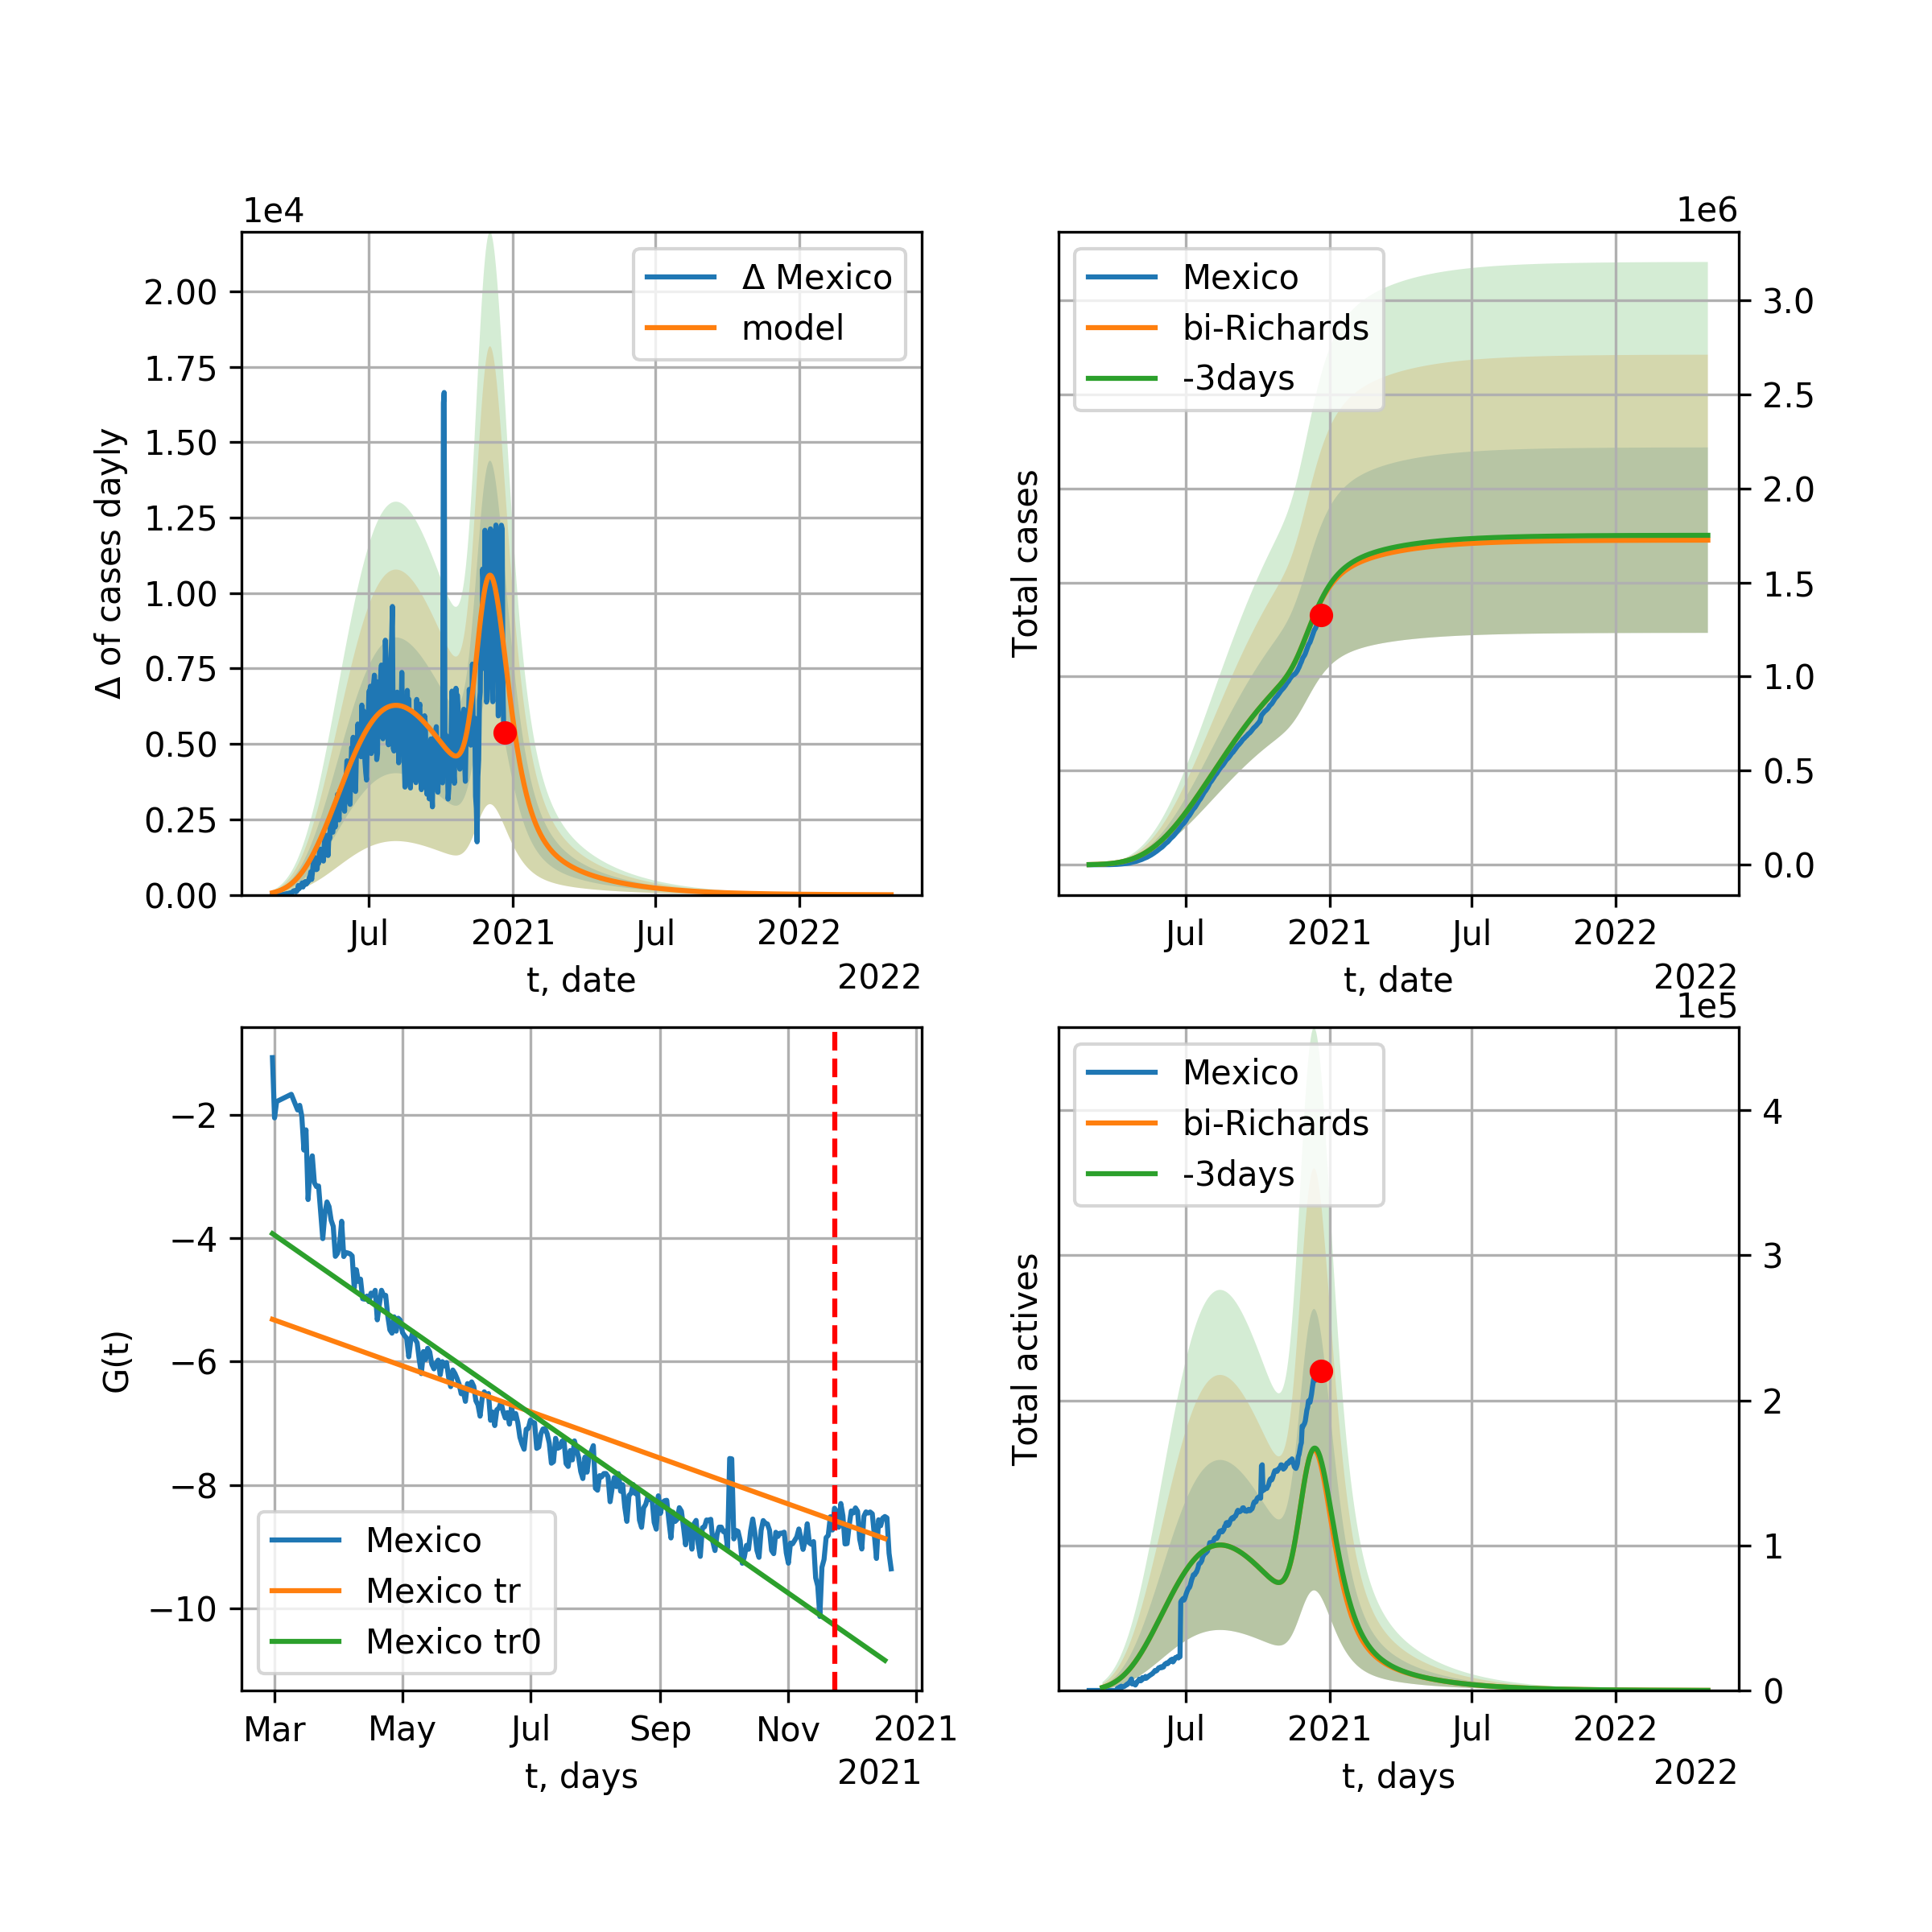 1e4
Δ of cases dayly
2.00
1.75
1.50
1.25
1.00
0.75
0.50
0.25
0.00
Δ Mexico
model
Jul
2021
Jul
2022
t, date
2022
1e6
Total cases
Mexico
bi-Richards
-3days
3.0
2.5
2.0
1.5
1.0
0.5
0.0
Jul
2021
Jul
2022
t, date
2022
G(t)
−2
−4
−6
−8
−10
Mexico
Mexico tr
Mexico tr0
Mar
May
Jul
Sep
Nov
2021
t, days
2021
1e5
Total actives
Mexico
bi-Richards
-3days
4
3
2
1
0
Jul
2021
Jul
2022
t, days
2022